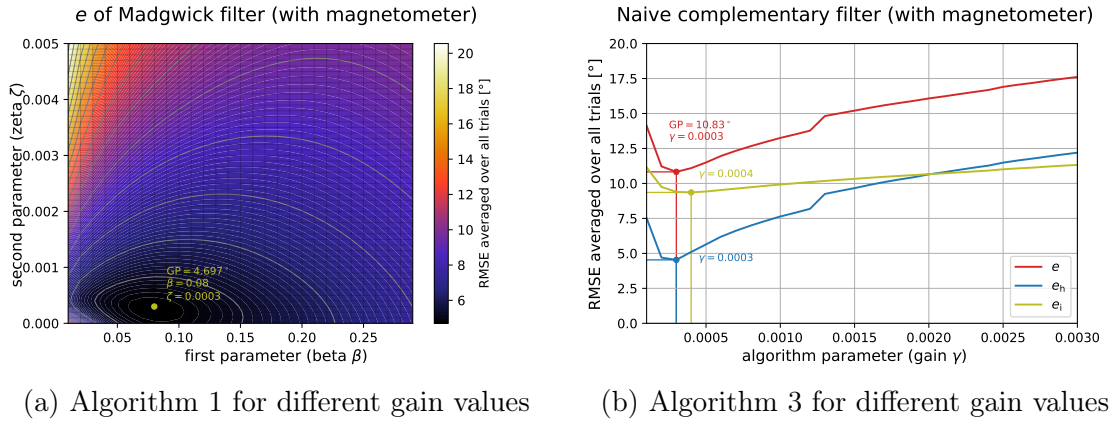 e of Madgwick filter (with magnetometer)
0.005
0.004
0.003
0.002
0.001
0.000
second parameter (zeta ζ)
GP = 4.697°
β = 0.08
ζ = 0.0003
0.05 0.10 0.15 0.20 0.25
first parameter (beta β)
20
18
16
14
12
10
8
6
RMSE averaged over all trials [°]
(a) Algorithm 1 for different gain values
Naive complementary filter (with magnetometer)
20.0
17.5
15.0
12.5
10.0
7.5
5.0
2.5
0.0
RMSE averaged over all trials [°]
GP = 10.83°
γ = 0.0003
γ = 0.0004
γ = 0.0003
e
e_h
e_i
0.0005 0.0010 0.0015 0.0020 0.0025 0.0030
algorithm parameter (gain γ)
(b) Algorithm 3 for different gain values